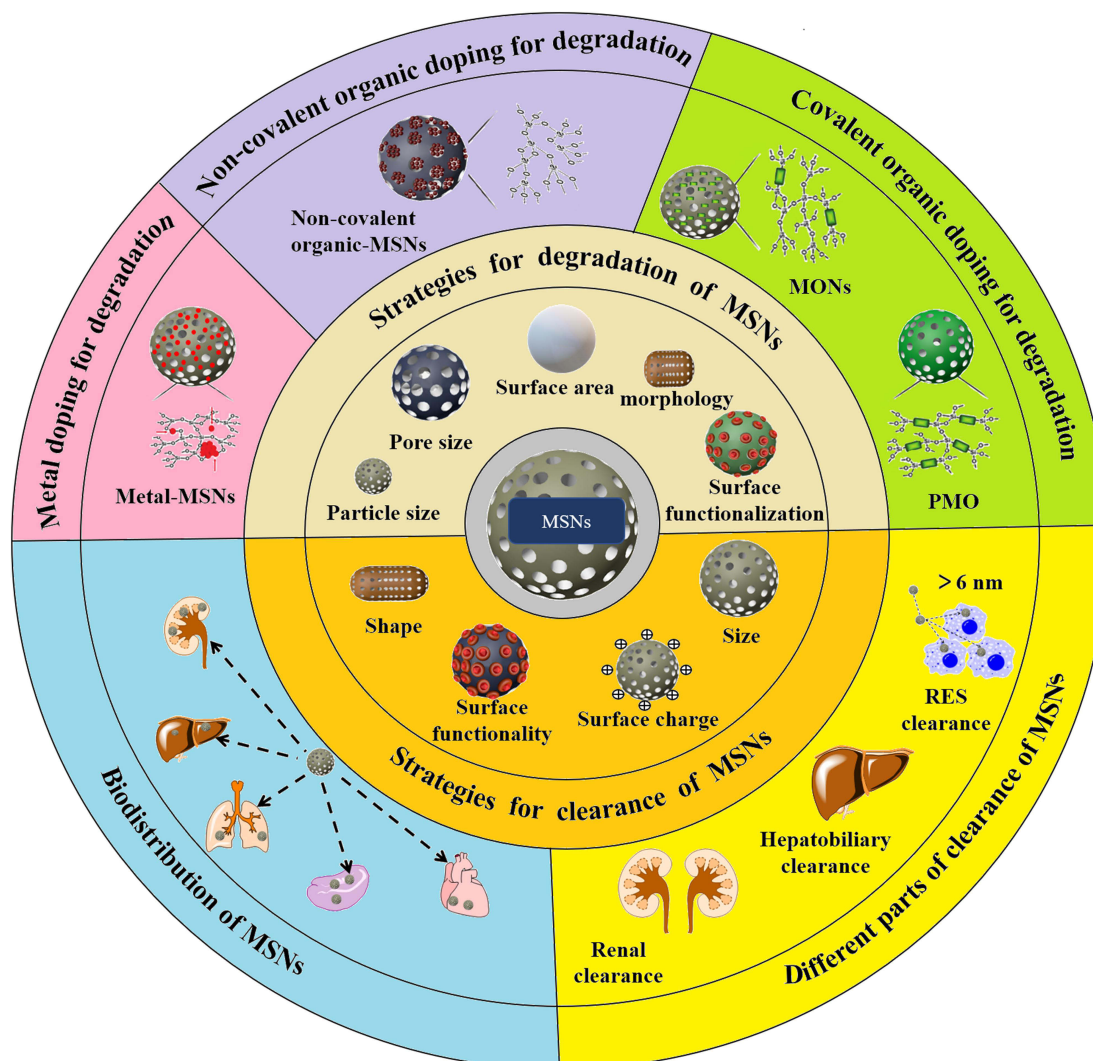 Non-covalent organic doping for degradation
Covalent organic doping for degradation
Metal doping for degradation
Non-covalent
organic-MSNs
MONs
PMO
Metal-MSNs
Strategies for degradation of MSNs
Surface area
morphology
Pore size
Particle size
Surface
functionalization
MSNs
Shape
Surface
functionality
Surface charge
Size
Strategies for clearance of MSNs
> 6 nm
RES
clearance
Hepatobiliary
clearance
Renal
clearance
Biodistribution of MSNs
Different parts of clearance of MSNs